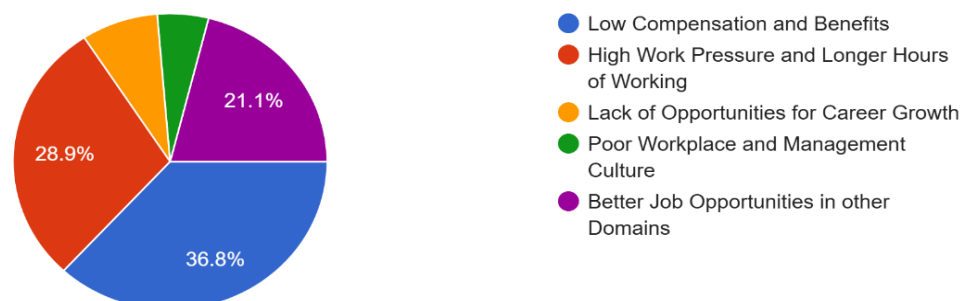 Low Compensation and Benefits
High Work Pressure and Longer Hours
of Working
Lack of Opportunities for Career Growth
Poor Workplace and Management
Culture
Better Job Opportunities in other
Domains
21.1%
28.9%
36.8%